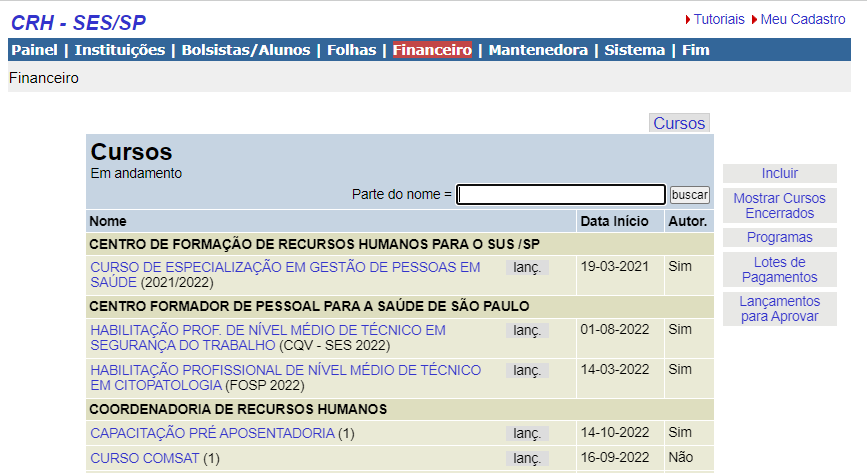 CRH - SES/SP
Tutoriais Meu Cadastro
Painel | Instituições | Bolsistas/Alunos | Folhas | Financeiro | Mantenedora | Sistema | Fim
Financeiro
Cursos
Cursos
Em andamento
Parte do nome = buscar
Nome Data Início Autor.
CENTRO DE FORMAÇÃO DE RECURSOS HUMANOS PARA O SUS /SP
CURSO DE ESPECIALIZAÇÃO EM GESTÃO DE PESSOAS EM lanç. 19-03-2021 Sim
SAÚDE (2021/2022)
CENTRO FORMADOR DE PESSOAL PARA A SAÚDE DE SÃO PAULO
HABILITAÇÃO PROF. DE NÍVEL MÉDIO DE TÉCNICO EM lanç. 01-08-2022 Sim
SEGURANÇA DO TRABALHO (CQV - SES 2022)
HABILITAÇÃO PROFISSIONAL DE NÍVEL MÉDIO DE TÉCNICO lanç. 14-03-2022 Sim
EM CITOPATOLOGIA (FOSP 2022)
COORDENADORIA DE RECURSOS HUMANOS
CAPACITAÇÃO PRÉ APOSENTADORIA (1) lanç. 14-10-2022 Sim
CURSO COMSAT (1) lanç. 16-09-2022 Não
Incluir
Mostrar Cursos
Encerrados
Programas
Lotes de
Pagamentos
Lançamentos
para Aprovar